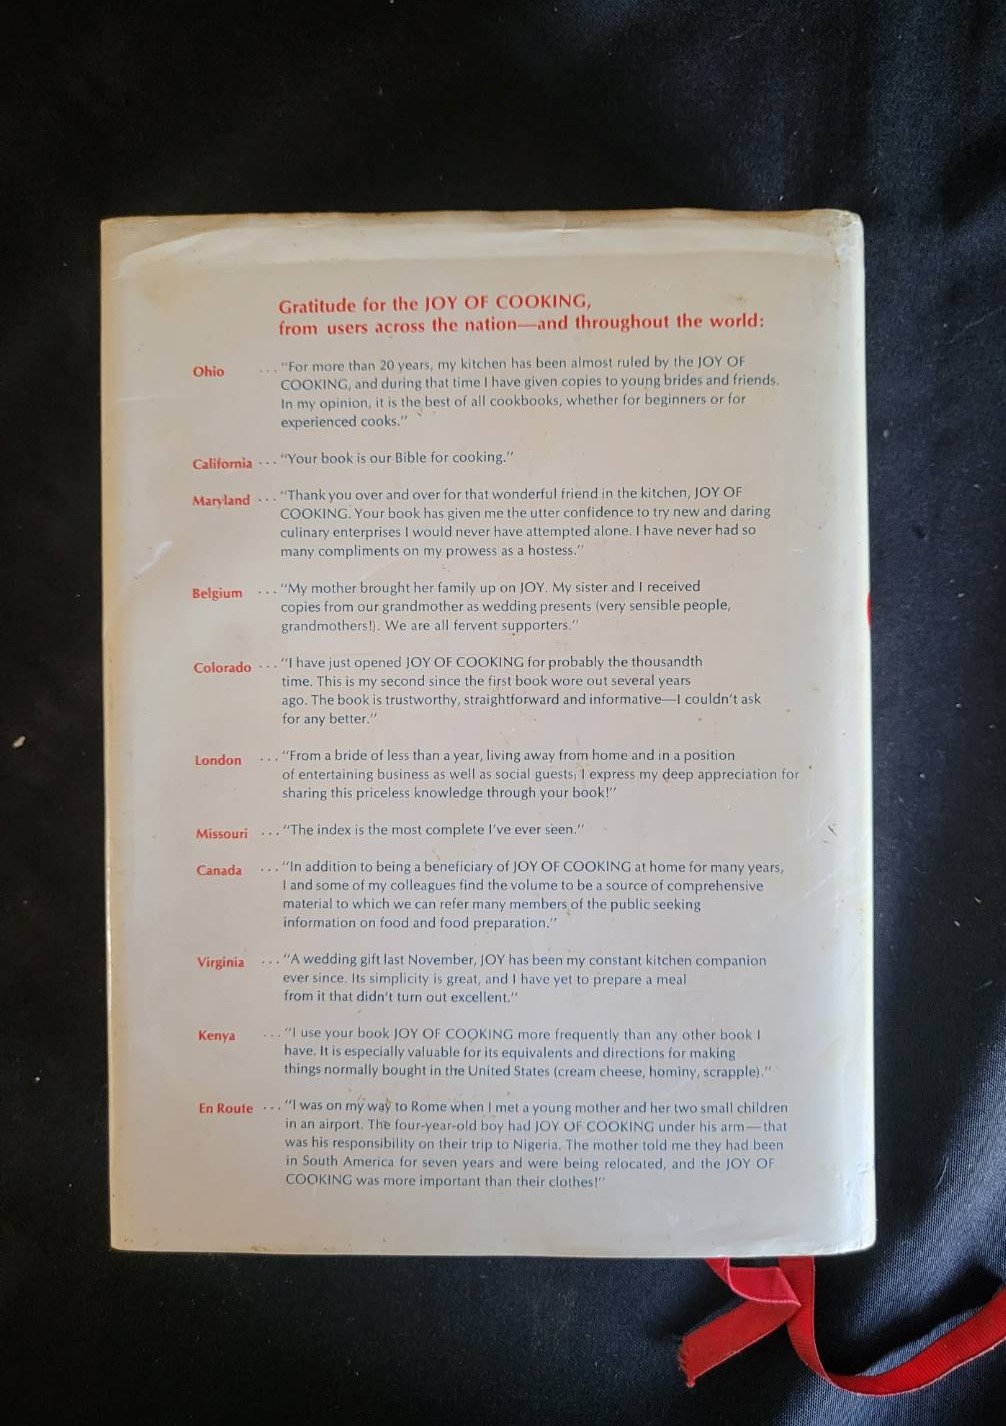 Gratitude for the JOY OF COOKING,
from users across the nation—and throughout the world:
Ohio ... "For more than 20 years, my kitchen has been almost ruled by the JOY OF
COOKING, and during that time I have given copies to young brides and friends.
In my opinion, it is the best of all cookbooks, whether for beginners or for
experienced cooks."
California ... "Your book is our Bible for cooking."
Maryland ... "Thank you over and over for that wonderful friend in the kitchen, JOY OF
COOKING. Your book has given me the utter confidence to try new and daring
culinary enterprises I would never have attempted alone. I have never had so
many compliments on my prowess as a hostess."
Belgium ... "My mother brought her family up on JOY. My sister and I received
copies from our grandmother as wedding presents (very sensible people,
grandmothers!). We are all fervent supporters."
Colorado ... "I have just opened JOY OF COOKING for probably the thousandth
time. This is my second since the first book wore out several years
ago. The book is trustworthy, straightforward and informative—I couldn't ask
for any better."
London ... "From a bride of less than a year, living away from home and in a position
of entertaining business as well as social guests, I express my deep appreciation for
sharing this priceless knowledge through your book!"
Missouri ... "The index is the most complete I've ever seen."
Canada ... "In addition to being a beneficiary of JOY OF COOKING at home for many years,
I and some of my colleagues find the volume to be a source of comprehensive
material to which we can refer many members of the public seeking
information on food and food preparation."
Virginia ... "A wedding gift last November, JOY has been my constant kitchen companion
ever since. Its simplicity is great, and I have yet to prepare a meal
from it that didn't turn out excellent."
Kenya ... "I use your book JOY OF COOKING more frequently than any other book I
have. It is especially valuable for its equivalents and directions for making
things normally bought in the United States (cream cheese, hominy, scrapple)."
En Route ... "I was on my way to Rome when I met a young mother and her two small children
in an airport. The four-year-old boy had JOY OF COOKING under his arm—that
was his responsibility on their trip to Nigeria. The mother told me they had been
in South America for seven years and were being relocated, and the JOY OF
COOKING was more important than their clothes!"